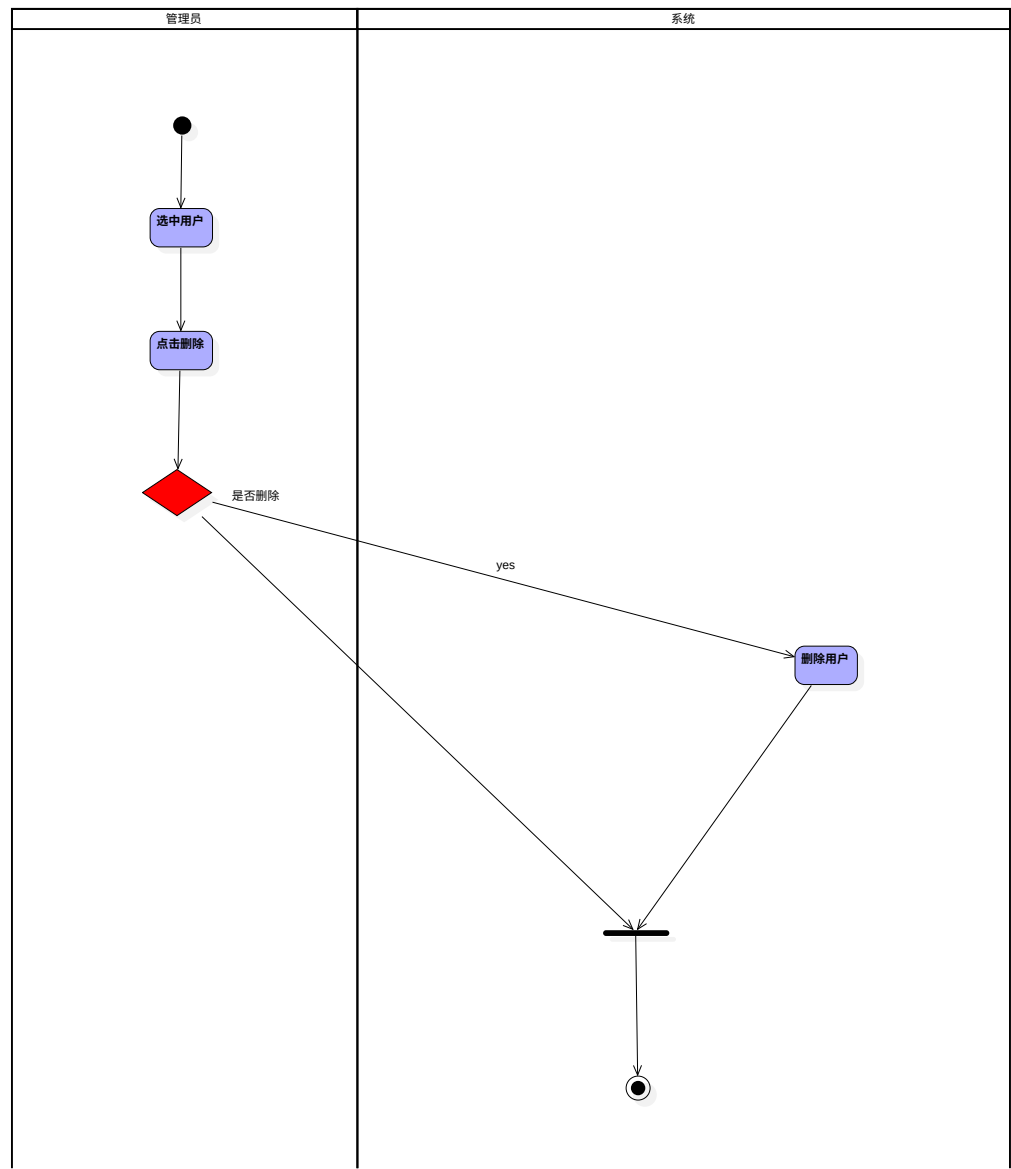 管理员
系统
选中用户
点击删除
是否删除
yes
删除用户